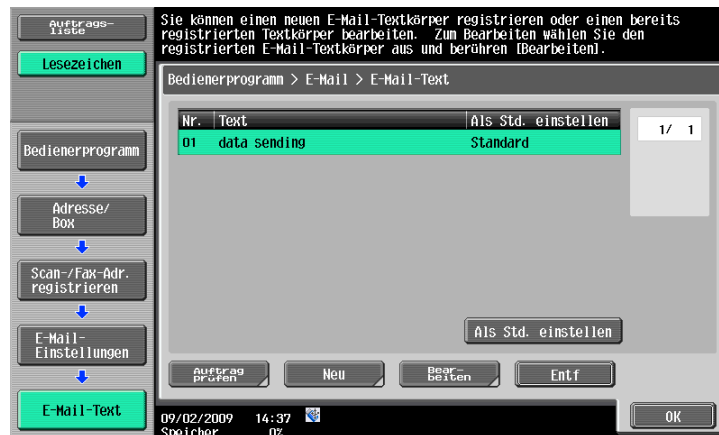 Auftrags-
liste
Lesezeichen
Sie können einen neuen E-Mail-Textkörper registrieren oder einen bereits
registrierten Textkörper bearbeiten. Zum Bearbeiten wählen Sie den
registrierten E-Mail-Textkörper aus und berühren [Bearbeiten].
Bedienerprogramm > E-Mail > E-Mail-Text
Nr. Text Als Std. einstellen
01 data sending Standard
1/ 1
Bedienerprogramm
Adresse/
Box
Scan-/Fax-Adr.
registrieren
E-Mail-
Einstellungen
E-Mail-Text
Als Std. einstellen
Auftrag
prüfen
Neu
Bear-
beiten
Entf
09/02/2009 14:37
Speicher 0%
OK